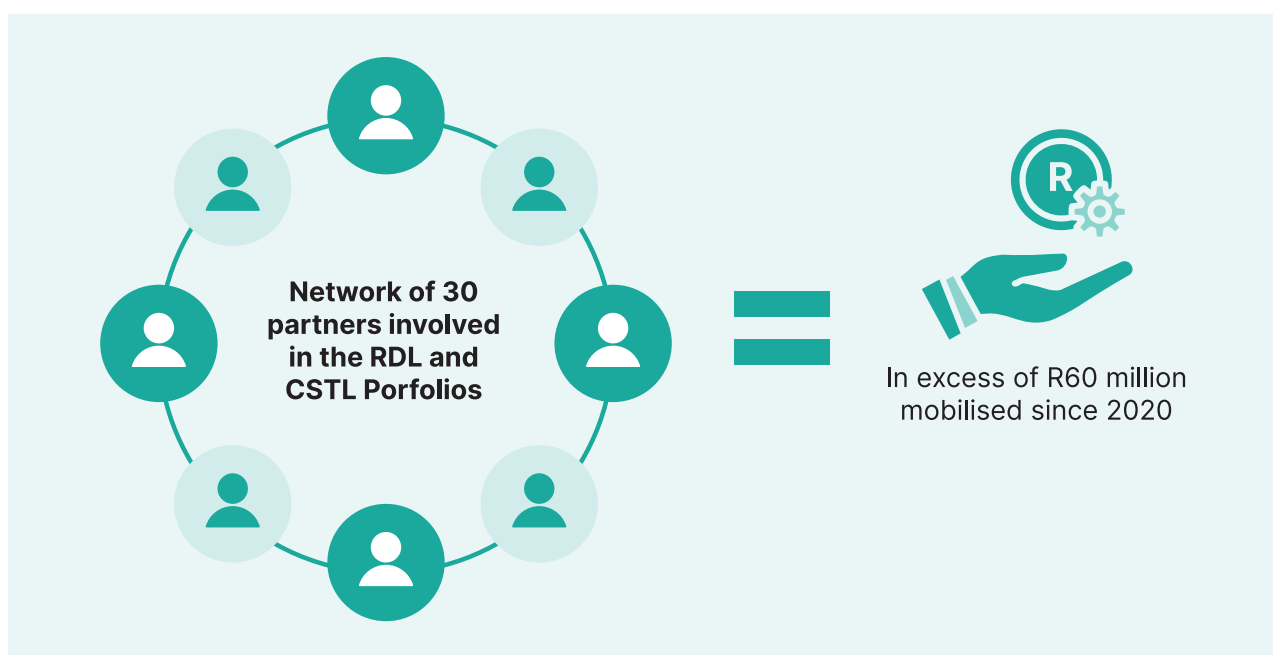 Network of 30
partners involved
in the RDL and
CSTL Porfolios
R
In excess of R60 million
mobilised since 2020